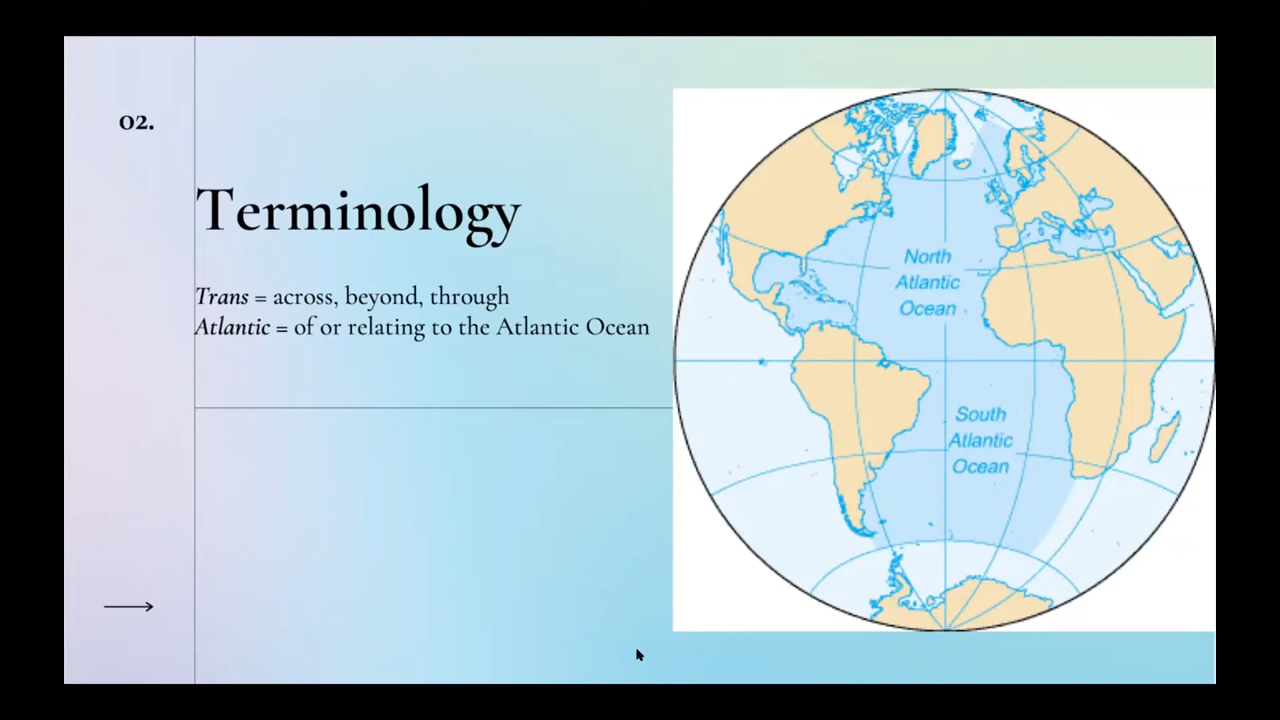 02.
Terminology
Trans = across, beyond, through
Atlantic = of or relating to the Atlantic Ocean
North
Atlantic
Ocean
South
Atlantic
Ocean